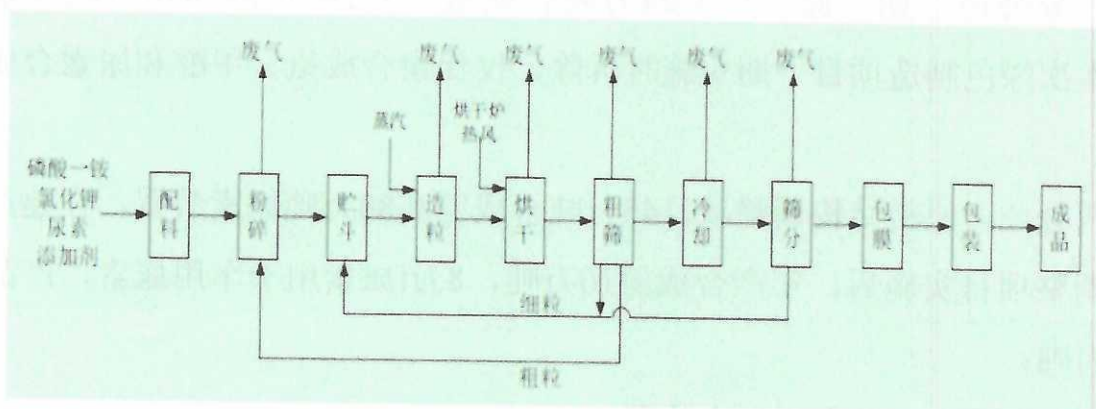 废气 废气 废气 废气 废气 废气
蒸汽
烘干炉
热风
磷酸一铵
氯化钾
尿素
添加剂
配料
粉碎
贮斗
造粒
烘干
粗筛
冷却
筛分
包膜
包装
成品
细粒
粗粒